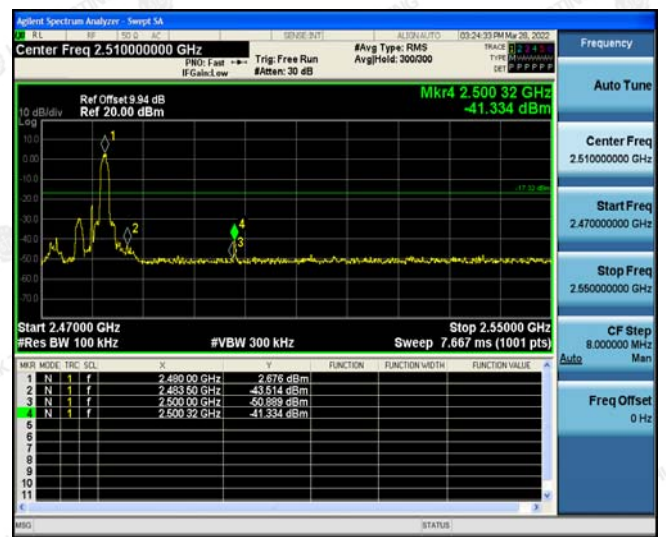 Agilent Spectrum Analyzer - Swept SA
RL RF 50 Ω AC SENSE:INT ALIGNAUTO 03:24:33 PM Mar 28, 2022
Center Freq 2.510000000 GHz
PNO: Fast
IFGain:Low
Trig: Free Run
#Atten: 30 dB
#Avg Type: RMS
Avg|Hold: 300/300
TRACE 1 2 3 4 5 6
TYPE
DET P P P P P P
Frequency
Auto Tune
Center Freq
2.510000000 GHz
Start Freq
2.470000000 GHz
Stop Freq
2.550000000 GHz
CF Step
8.000000 MHz
Auto Man
Freq Offset
0 Hz
Mkr4 2.500 32 GHz
-41.334 dBm
Ref Offset 9.94 dB
10 dB/div Ref 20.00 dBm
Log
10.0
0.00
-10.0
-20.0
-30.0
-40.0
-50.0
-60.0
-70.0
1
2
3
4
-17.32 dBm
Start 2.47000 GHz Stop 2.55000 GHz
#Res BW 100 kHz #VBW 300 kHz Sweep 7.667 ms (1001 pts)
MKR MODE TRC SCL X Y FUNCTION FUNCTION WIDTH FUNCTION VALUE
1 N 1 f 2.480 00 GHz 2.676 dBm
2 N 1 f 2.483 50 GHz -43.514 dBm
3 N 1 f 2.500 00 GHz -50.889 dBm
4 N 1 f 2.500 32 GHz -41.334 dBm
5
6
7
8
9
10
11
MSG STATUS